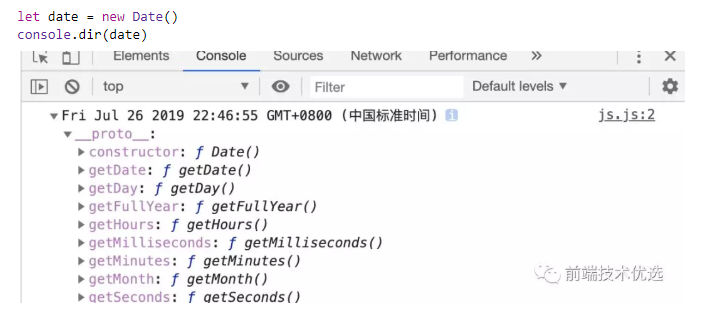 let date = new Date()
console.dir(date)
Elements Console Sources Network Performance »
top Filter Default levels ▼
▼Fri Jul 26 2019 22:46:55 GMT+0800 (中国标准时间) i js.js:2
▼__proto__:
▶constructor: ƒ Date()
▶getDate: ƒ getDate()
▶getDay: ƒ getDay()
▶getFullYear: ƒ getFullYear()
▶getHours: ƒ getHours()
▶getMilliseconds: ƒ getMilliseconds()
▶getMinutes: ƒ getMinutes()
▶getMonth: ƒ getMonth()
▶getSeconds: ƒ getSeconds()
前端技术优选